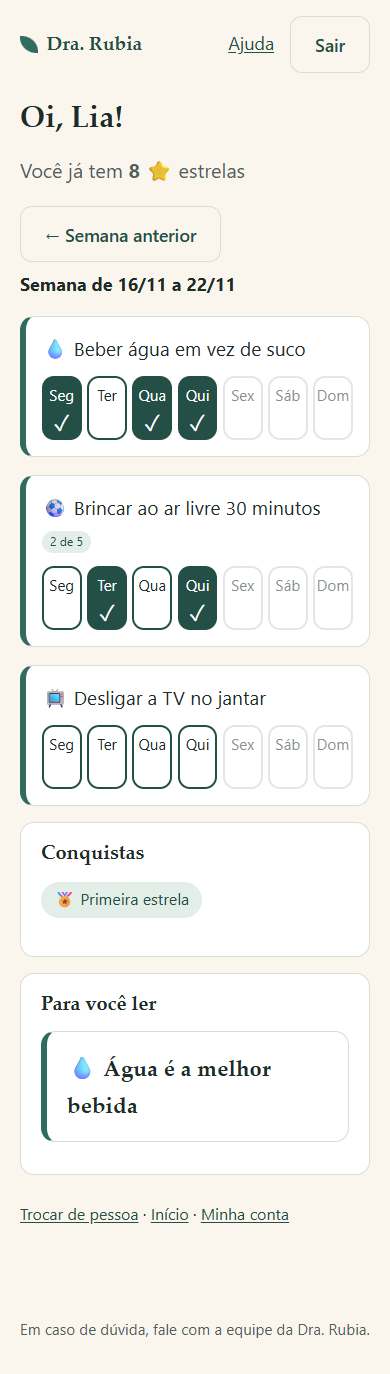 Dra. Rubia
Ajuda
Sair
Oi, Lia!
Você já tem 8 ⭐ estrelas
← Semana anterior
Semana de 16/11 a 22/11
💧 Beber água em vez de suco
Seg Ter Qua Qui Sex Sáb Dom
✓ ✓ ✓
⚽ Brincar ao ar livre 30 minutos
2 de 5
Seg Ter Qua Qui Sex Sáb Dom
✓ ✓
📺 Desligar a TV no jantar
Seg Ter Qua Qui Sex Sáb Dom
Conquistas
🏅 Primeira estrela
Para você ler
💧 Água é a melhor
bebida
Trocar de pessoa · Início · Minha conta
Em caso de dúvida, fale com a equipe da Dra. Rubia.